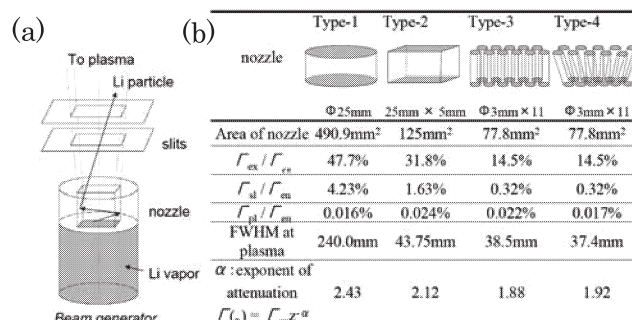 (a)
To plasma
Li particle
slits
nozzle
Li vapor
Beam generator
(b)
Type-1 Type-2 Type-3 Type-4
nozzle
Φ25mm 25mm × 5mm Φ3mm×11 Φ3mm×11
Area of nozzle 490.9mm² 125mm² 77.8mm² 77.8mm²
Γex / Γen 47.7% 31.8% 14.5% 14.5%
Γsl / Γen 4.23% 1.63% 0.32% 0.32%
Γpl / Γen 0.016% 0.024% 0.022% 0.017%
FWHM at
plasma 240.0mm 43.75mm 38.5mm 37.4mm
α : exponent of
attenuation 2.43 2.12 1.88 1.92